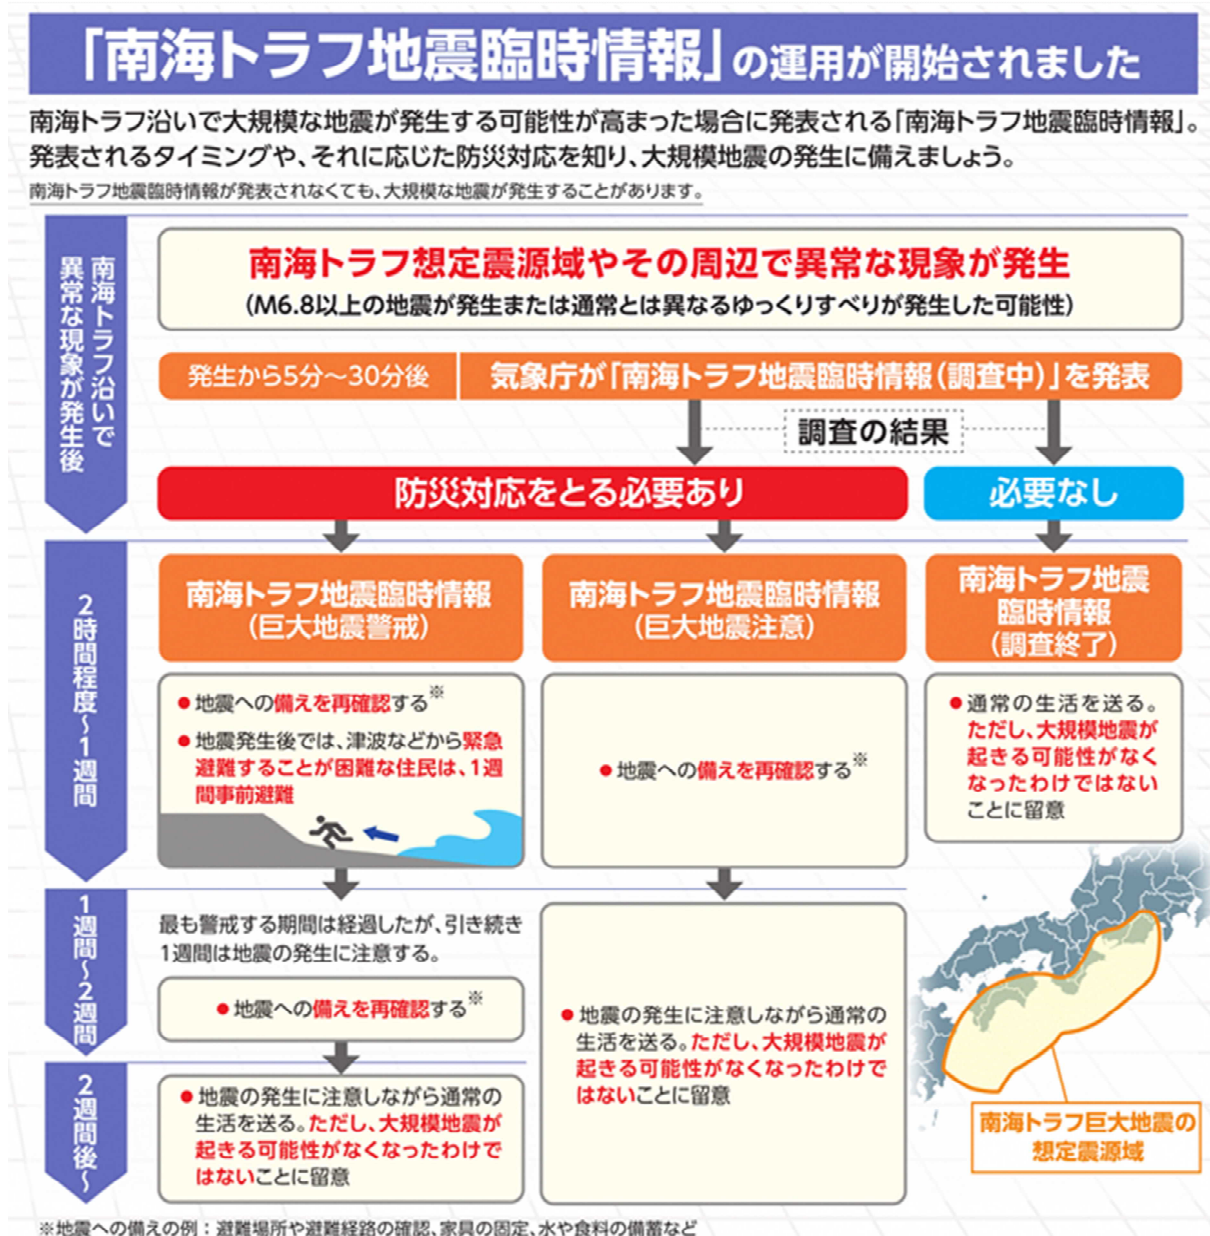 「南海トラフ地震臨時情報」の運用が開始されました
南海トラフ沿いで大規模な地震が発生する可能性が高まった場合に発表される「南海トラフ地震臨時情報」。
発表されるタイミングや、それに応じた防災対応を知り、大規模地震の発生に備えましょう。
南海トラフ地震臨時情報が発表されなくても、大規模な地震が発生することがあります。
南海トラフ沿いで
異常な現象が発生後
南海トラフ想定震源域やその周辺で異常な現象が発生
(M6.8以上の地震が発生または通常とは異なるゆっくりすべりが発生した可能性)
発生から5分～30分後
気象庁が「南海トラフ地震臨時情報(調査中)」を発表
調査の結果
防災対応をとる必要あり
必要なし
2時間程度～1週間
南海トラフ地震臨時情報
(巨大地震警戒)
南海トラフ地震臨時情報
(巨大地震注意)
南海トラフ地震
臨時情報
(調査終了)
●地震への備えを再確認する※
●地震発生後では、津波などから緊急
避難することが困難な住民は、1週
間事前避難
●地震への備えを再確認する※
●通常の生活を送る。
ただし、大規模地震が
起きる可能性がなく
なったわけではない
ことに留意
1週間～2週間
最も警戒する期間は経過したが、引き続き
1週間は地震の発生に注意する。
●地震への備えを再確認する※
●地震の発生に注意しながら通常の
生活を送る。ただし、大規模地震が
起きる可能性がなくなったわけで
はないことに留意
2週間後～
●地震の発生に注意しながら通常の
生活を送る。ただし、大規模地震が
起きる可能性がなくなったわけで
はないことに留意
南海トラフ巨大地震の
想定震源域
※地震への備えの例：避難場所や避難経路の確認、家具の固定、水や食料の備蓄など